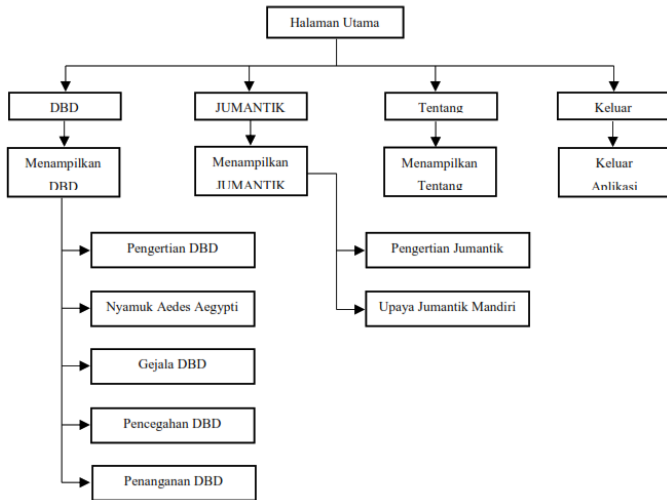 Halaman Utama
DBD
JUMANTIK
Tentang
Keluar
Menampilkan
DBD
Menampilkan
JUMANTIK
Menampilkan
Tentang
Keluar
Aplikasi
Pengertian DBD
Pengertian Jumantik
Nyamuk Aedes Aegypti
Upaya Jumantik Mandiri
Gejala DBD
Pencegahan DBD
Penanganan DBD